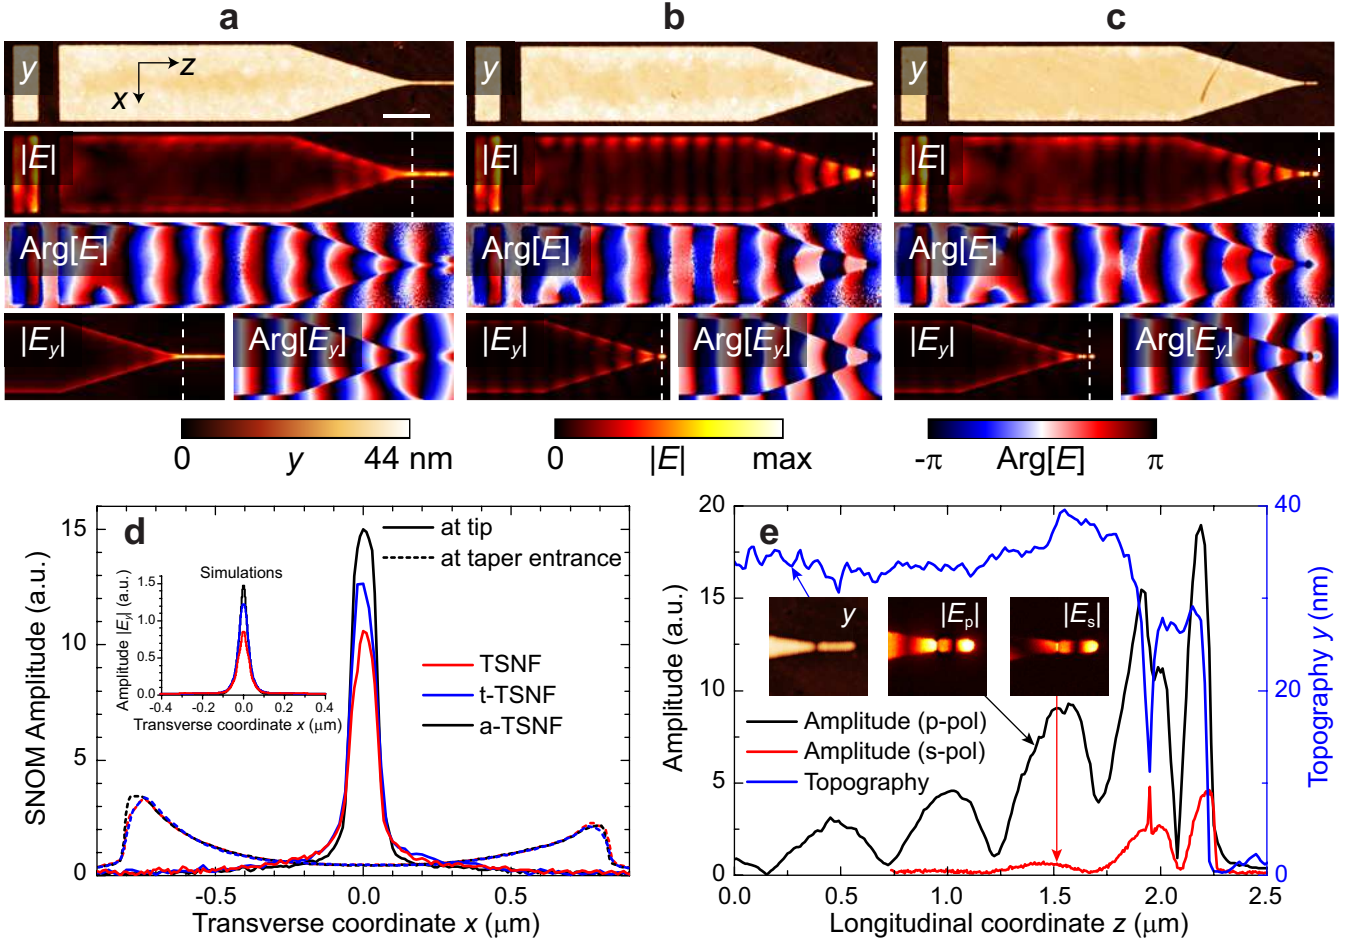 a
b
c
y
z
x
y
y
|E|
|E|
|E|
Arg[E]
Arg[E]
Arg[E]
|Ey|
Arg[Ey]
|Ey|
Arg[Ey]
|Ey|
Arg[Ey]
0 y 44 nm
0 |E| max
-π Arg[E] π
d
at tip
at taper entrance
SNOM Amplitude (a.u.)
15
10
5
0
-0.5 0.0 0.5
Transverse coordinate x (μm)
Simulations
Amplitude |Ey| (a.u.)
1.5
1.0
0.5
0.0
-0.4 -0.2 0.0 0.2 0.4
Transverse coordinate x (μm)
TSNF
t-TSNF
a-TSNF
e
Amplitude (a.u.)
20
15
10
5
0
0.0 0.5 1.0 1.5 2.0 2.5
Longitudinal coordinate z (μm)
40
20
0
Topography y (nm)
y
|Ep|
|Es|
Amplitude (p-pol)
Amplitude (s-pol)
Topography